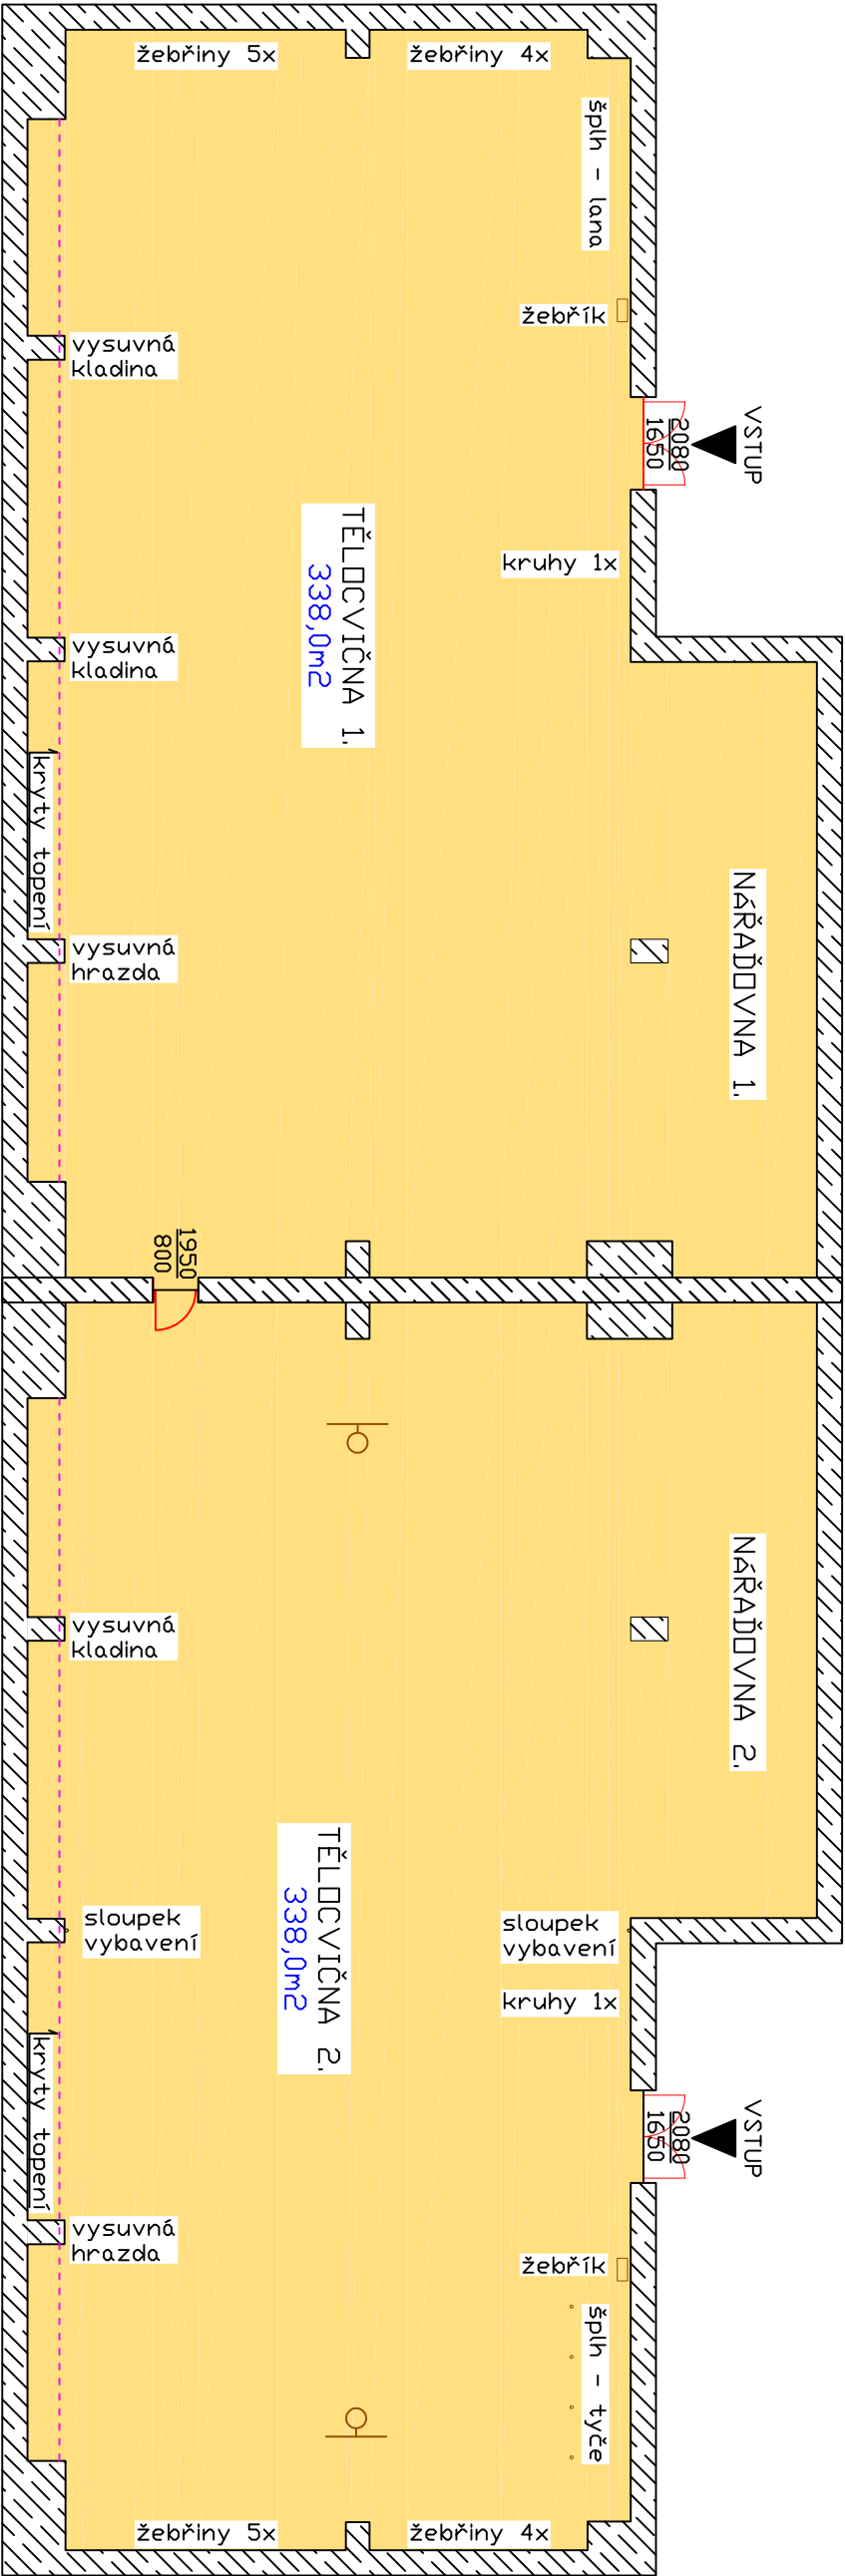 žebřiny 5x
žebřiny 4x
šplh - lana
žebřík
vysuvná
kladina
VSTUP
2080
1650
TĚLOCVIČNA 1.
338,0m2
kruhy 1x
vysuvná
kladina
kryty topení
NÁŘAĎOVNA 1.
vysuvná
hrazda
1950
800
NÁŘAĎOVNA 2.
vysuvná
kladina
TĚLOCVIČNA 2.
338,0m2
sloupek
vybavení
sloupek
vybavení
kruhy 1x
kryty topení
VSTUP
2080
1650
vysuvná
hrazda
žebřík
šplh - tyče
žebřiny 5x
žebřiny 4x